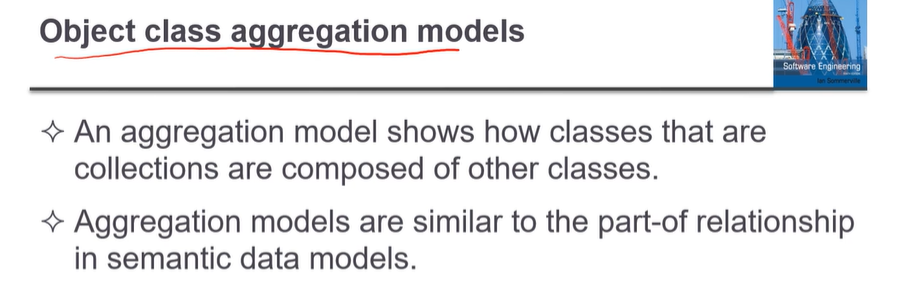 Object class aggregation models
Software Engineering
Ian Sommerville
✧ An aggregation model shows how classes that are
collections are composed of other classes.
✧ Aggregation models are similar to the part-of relationship
in semantic data models.